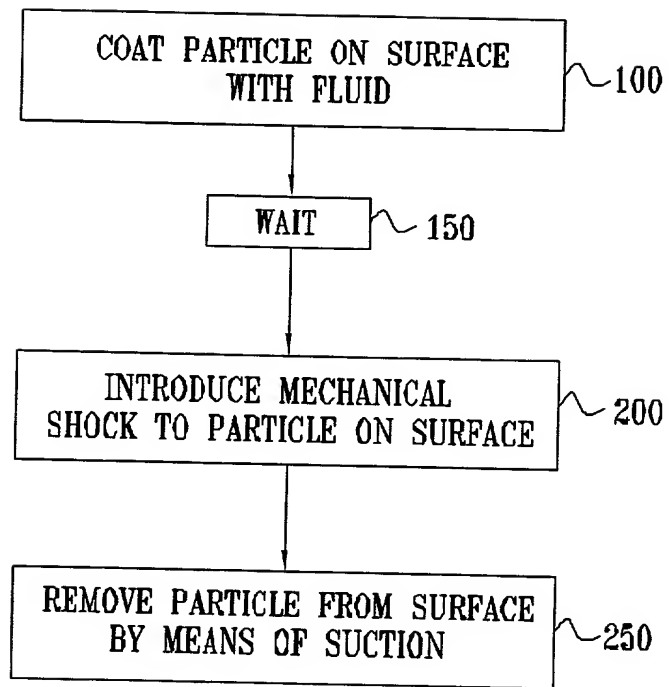 COAT PARTICLE ON SURFACE
WITH FLUID
100
WAIT
150
INTRODUCE MECHANICAL
SHOCK TO PARTICLE ON SURFACE
200
REMOVE PARTICLE FROM SURFACE
BY MEANS OF SUCTION
250